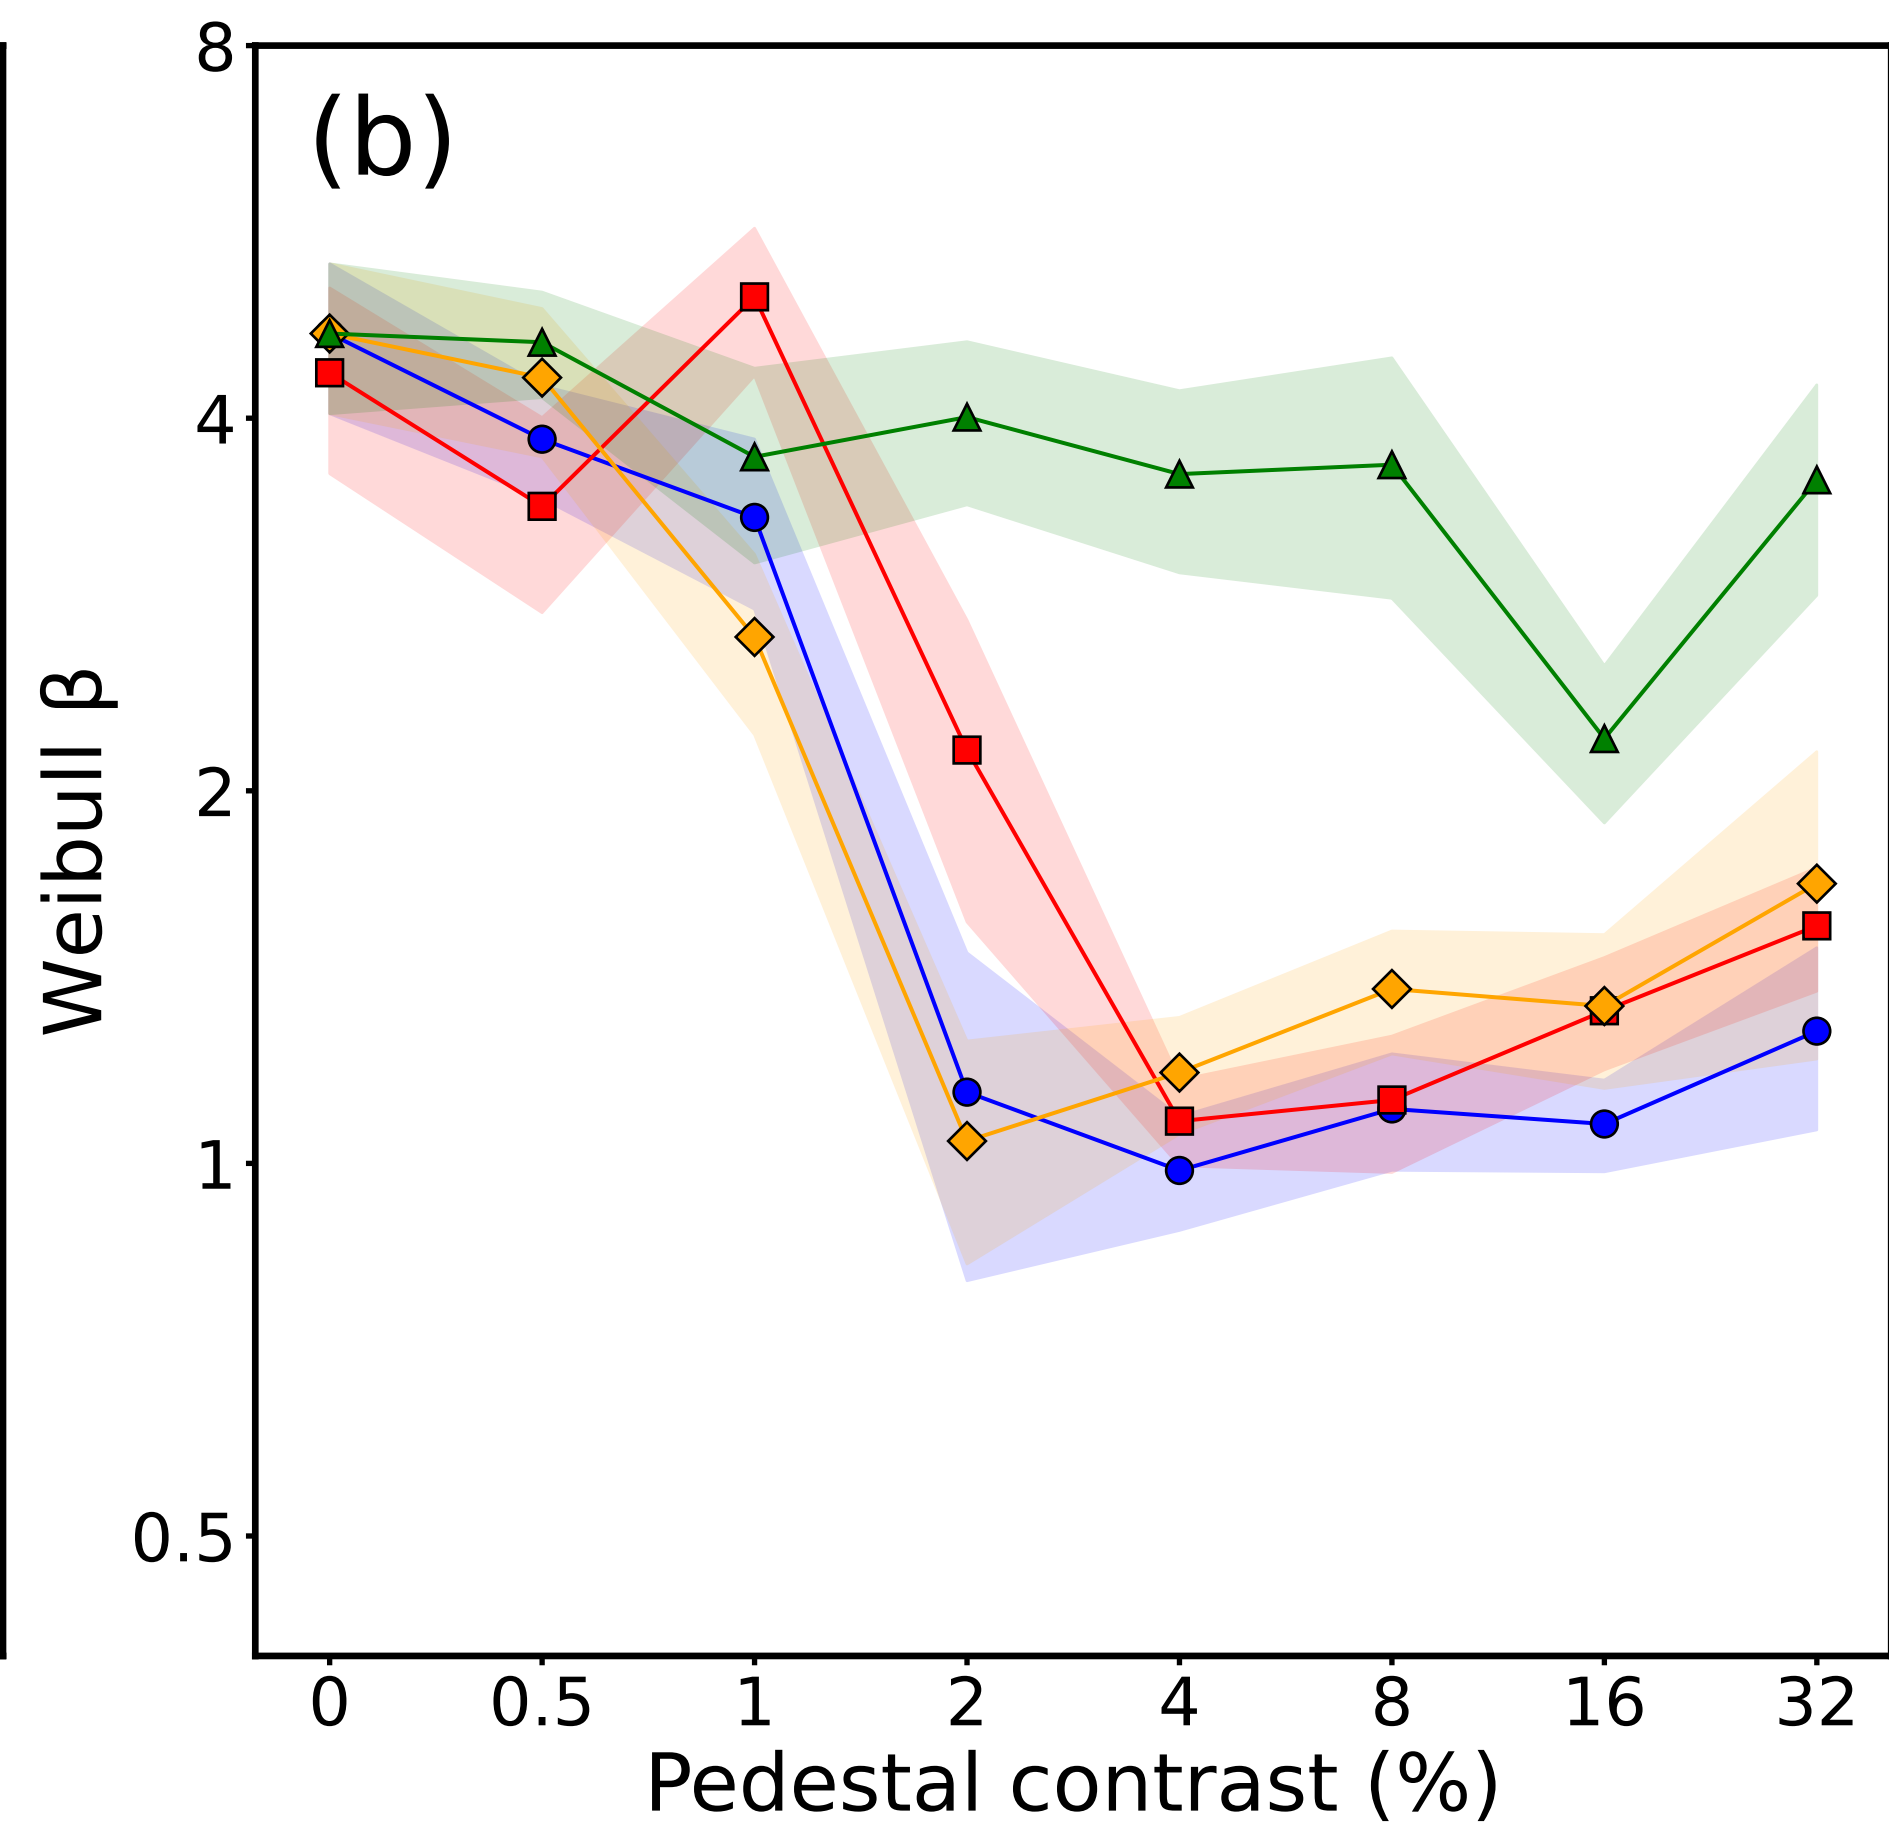 (b)
8
4
2
1
0.5
Weibull β
0 0.5 1 2 4 8 16 32
Pedestal contrast (%)